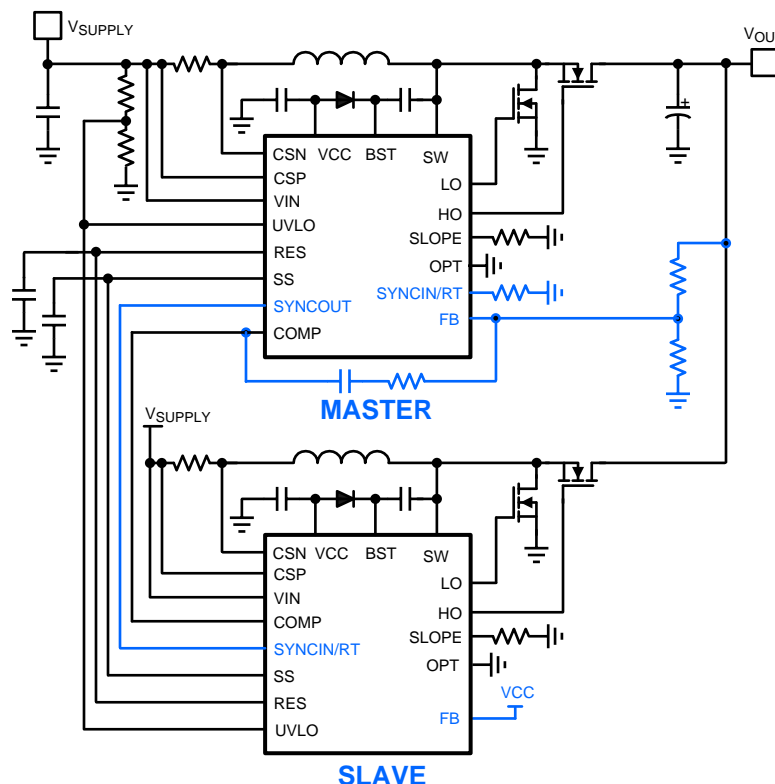 VSUPPLY
VOU
CSN
VCC
BST
SW
CSP
LO
VIN
HO
UVLO
SLOPE
RES
OPT
SS
SYNCIN/RT
SYNCOUT
FB
COMP
+
MASTER
VSUPPLY
CSN
VCC
BST
SW
CSP
LO
VIN
HO
COMP
SLOPE
SYNCIN/RT
OPT
SS
VCC
RES
FB
UVLO
SLAVE